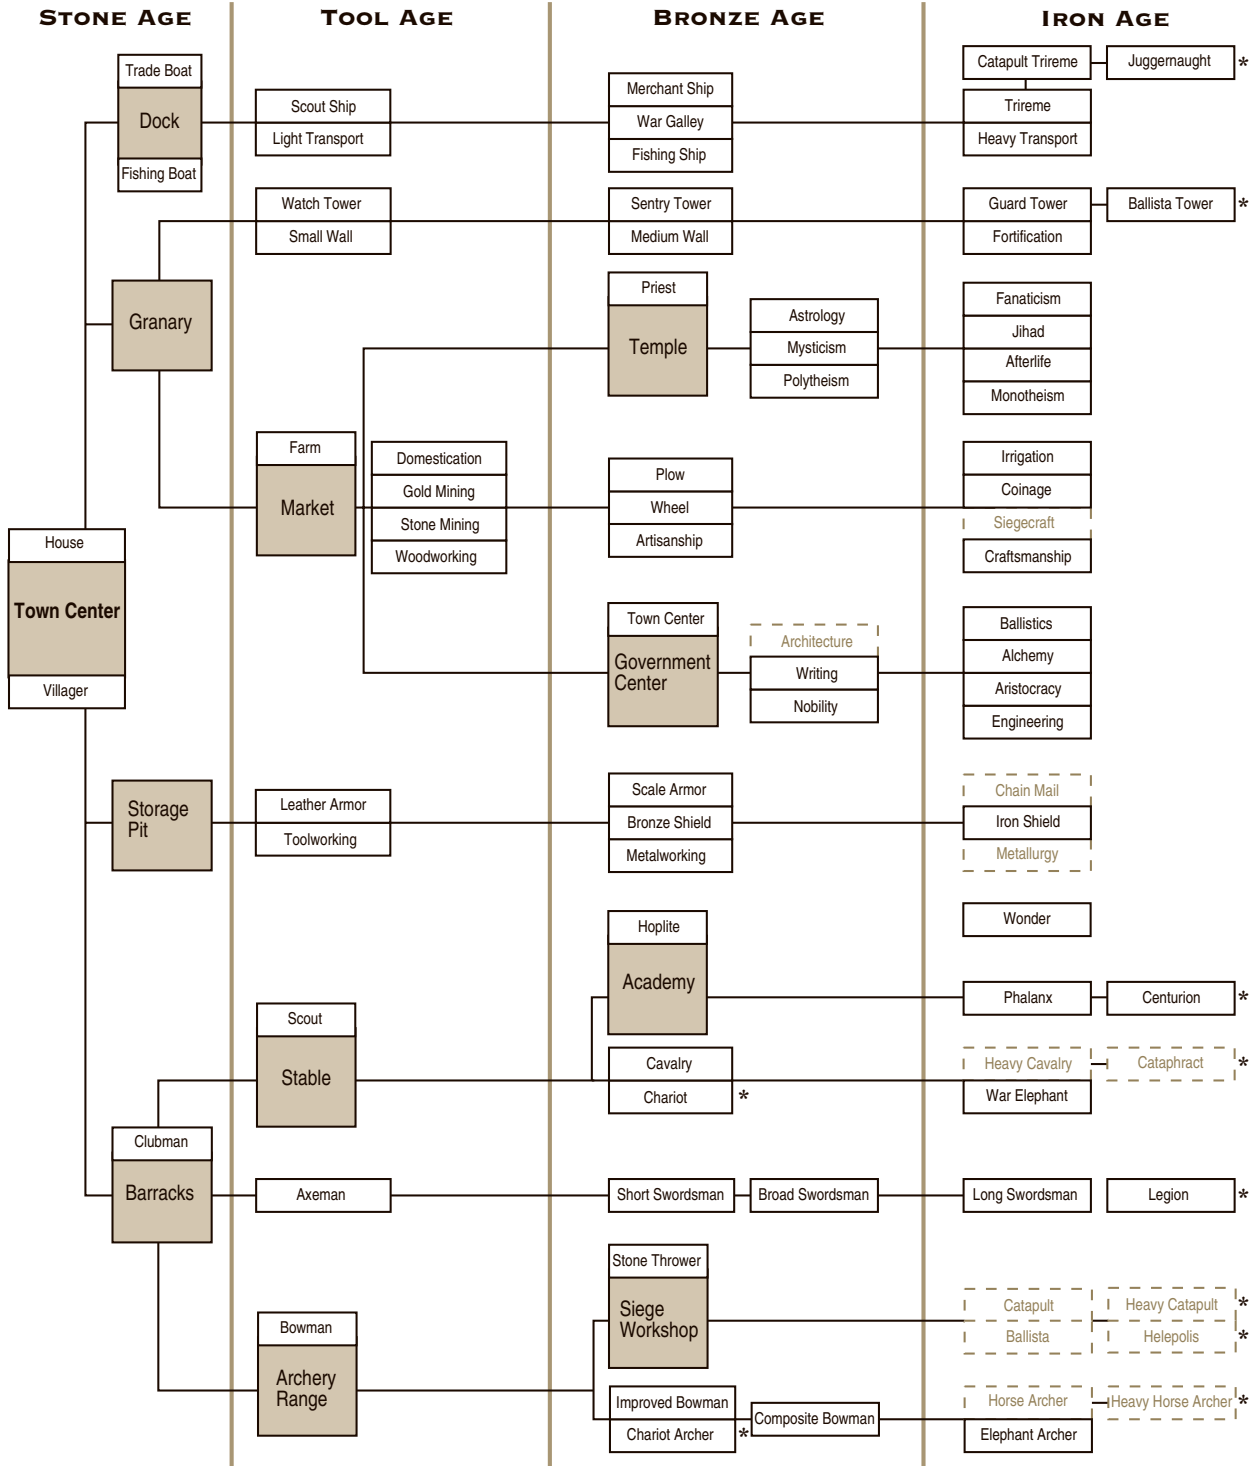 STONE AGE
TOOL AGE
BRONZE AGE
IRON AGE
Trade Boat
Dock
Fishing Boat
Scout Ship
Light Transport
Merchant Ship
War Galley
Fishing Ship
Catapult Trireme
Juggernaught *
Trireme
Heavy Transport
Granary
Watch Tower
Small Wall
Sentry Tower
Medium Wall
Guard Tower
Ballista Tower *
Fortification
Priest
Temple
Astrology
Mysticism
Polytheism
Fanaticism
Jihad
Afterlife
Monotheism
Farm
Market
Domestication
Gold Mining
Stone Mining
Woodworking
Plow
Wheel
Artisanship
Irrigation
Coinage
Siegecraft
Craftsmanship
House
Town Center
Villager
Town Center
Government
Center
Architecture
Writing
Nobility
Ballistics
Alchemy
Aristocracy
Engineering
Storage
Pit
Leather Armor
Toolworking
Scale Armor
Bronze Shield
Metalworking
Chain Mail
Iron Shield
Metallurgy
Wonder
Hoplite
Academy
Phalanx
Centurion *
Scout
Stable
Cavalry
Chariot *
Heavy Cavalry
Cataphract *
War Elephant
Clubman
Barracks
Axeman
Short Swordsman
Broad Swordsman
Long Swordsman
Legion *
Stone Thrower
Siege
Workshop
Catapult
Heavy Catapult *
Ballista
Helepolis *
Bowman
Archery
Range
Improved Bowman
Chariot Archer *
Composite Bowman
Horse Archer
Heavy Horse Archer *
Elephant Archer